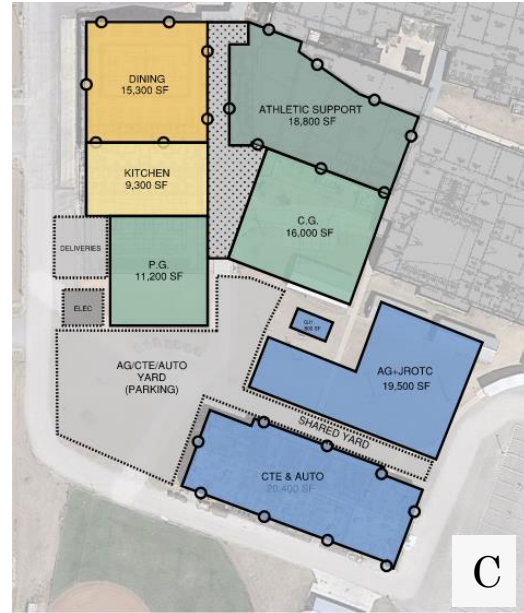 DINING
15,300 SF
ATHLETIC SUPPORT
18,800 SF
KITCHEN
9,300 SF
C.G.
16,000 SF
DELIVERIES
P.G.
11,200 SF
ELEC
AG/CTE/AUTO
YARD
(PARKING)
AG+JROTC
19,500 SF
SHARED YARD
CTE & AUTO
20,400 SF
C